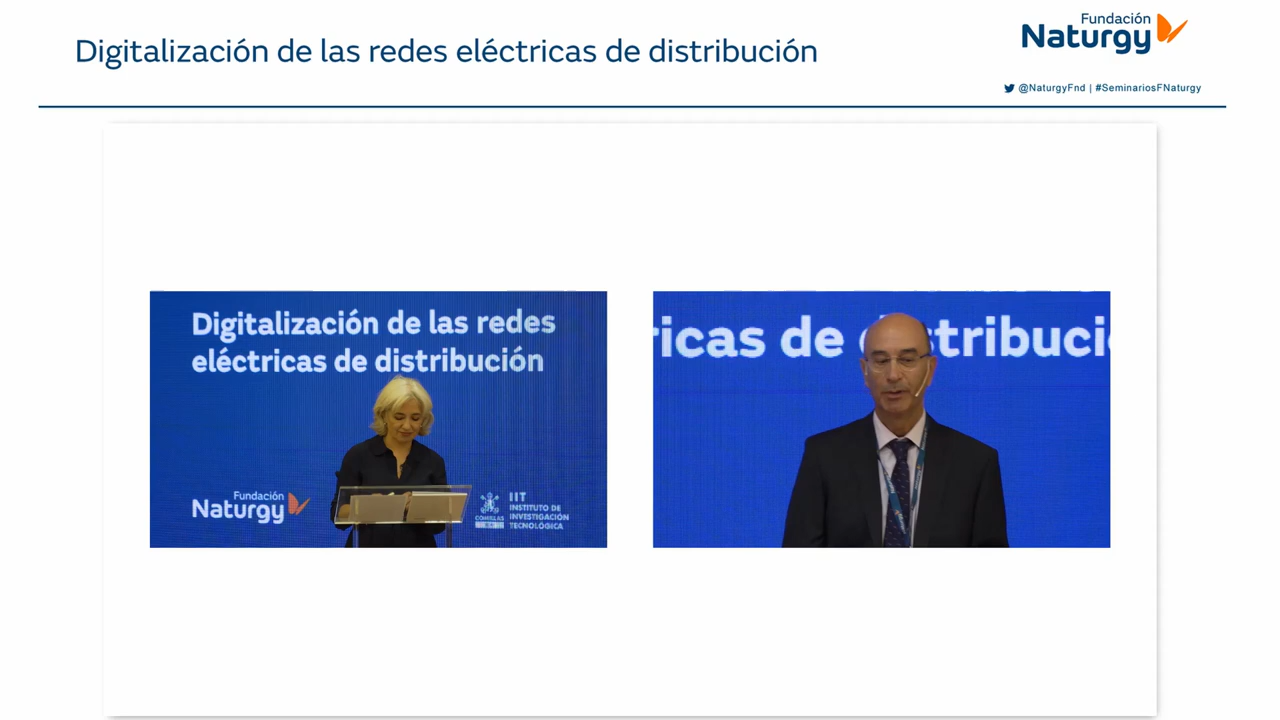 Digitalización de las redes eléctricas de distribución
Fundación
Naturgy
@NaturgyFnd | #SeminariosFNaturgy
Digitalización de las redes
eléctricas de distribución
Fundación
Naturgy
COMILLAS
IIT
INSTITUTO DE
INVESTIGACIÓN
TECNOLÓGICA
ricas de distribució